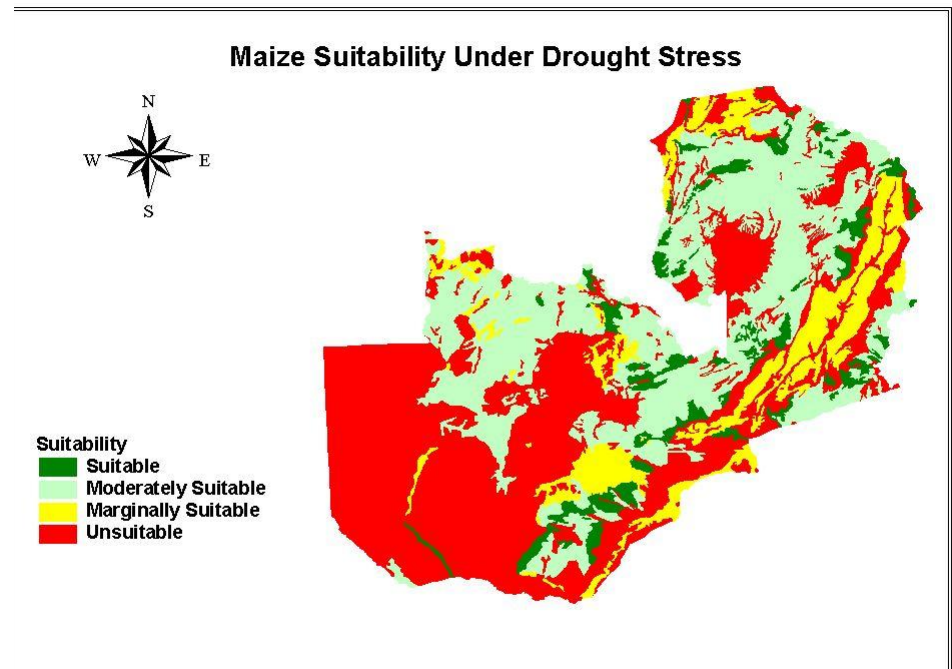 Maize Suitability Under Drought Stress
N
W E
S
Suitability
Suitable
Moderately Suitable
Marginally Suitable
Unsuitable